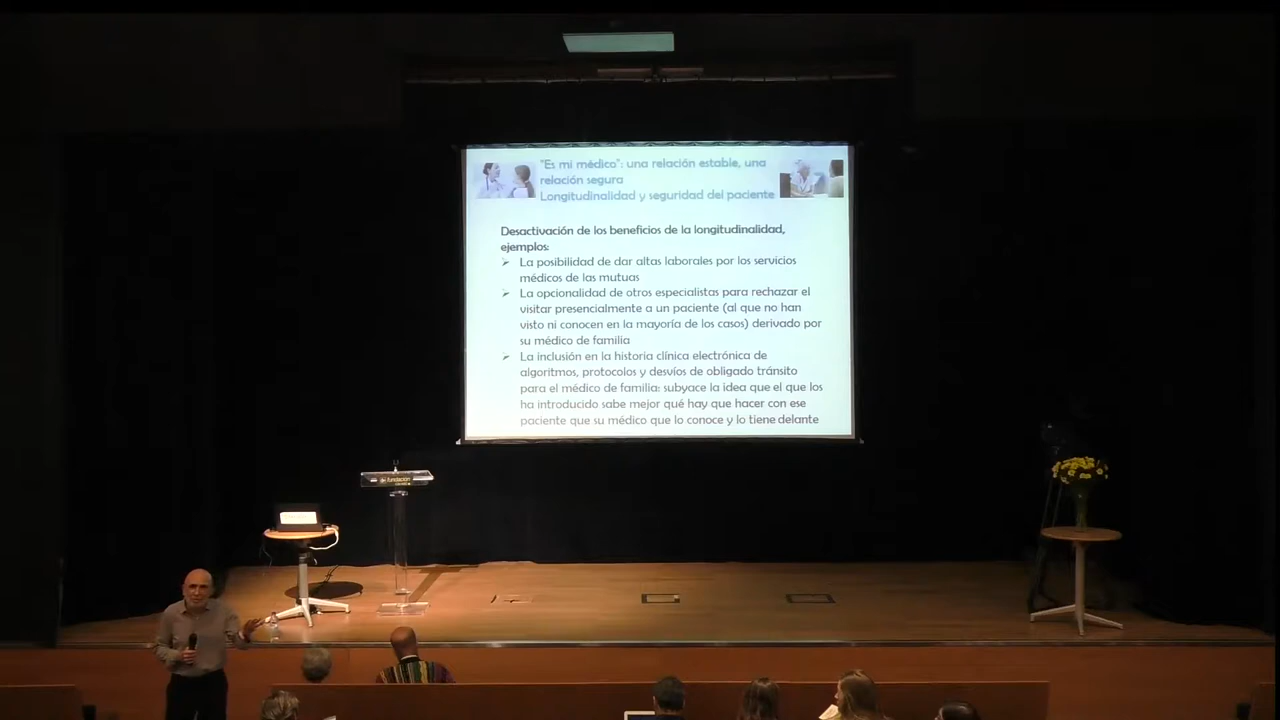 "Es mi médico": una relación estable, una
relación segura
Longitudinalidad y seguridad del paciente
Desactivación de los beneficios de la longitudinalidad,
ejemplos:
➢ La posibilidad de dar altas laborales por los servicios
médicos de las mutuas
➢ La opcionalidad de otros especialistas para rechazar el
visitar presencialmente a un paciente (al que no han
visto ni conocen en la mayoría de los casos) derivado por
su médico de familia
➢ La inclusión en la historia clínica electrónica de
algoritmos, protocolos y desvíos de obligado tránsito
para el médico de familia: subyace la idea que el que los
ha introducido sabe mejor qué hay que hacer con ese
paciente que su médico que lo conoce y lo tiene delante
fundación